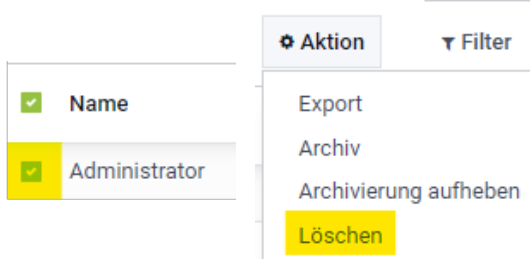 Aktion
Filter
Name
Administrator
Export
Archiv
Archivierung aufheben
Löschen